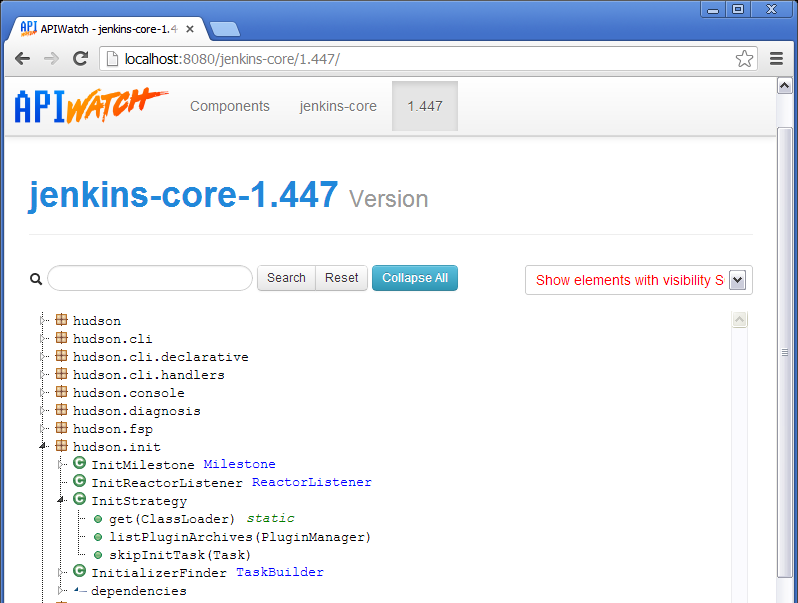 API APIWatch - jenkins-core-1.4
localhost:8080/jenkins-core/1.447/
APIWATCH Components jenkins-core 1.447
jenkins-core-1.447 Version
Search Reset Collapse All Show elements with visibility S
hudson
hudson.cli
hudson.cli.declarative
hudson.cli.handlers
hudson.console
hudson.diagnosis
hudson.fsp
hudson.init
C InitMilestone Milestone
C InitReactorListener ReactorListener
C InitStrategy
get(ClassLoader) static
listPluginArchives(PluginManager)
skipInitTask(Task)
C InitializerFinder TaskBuilder
dependencies